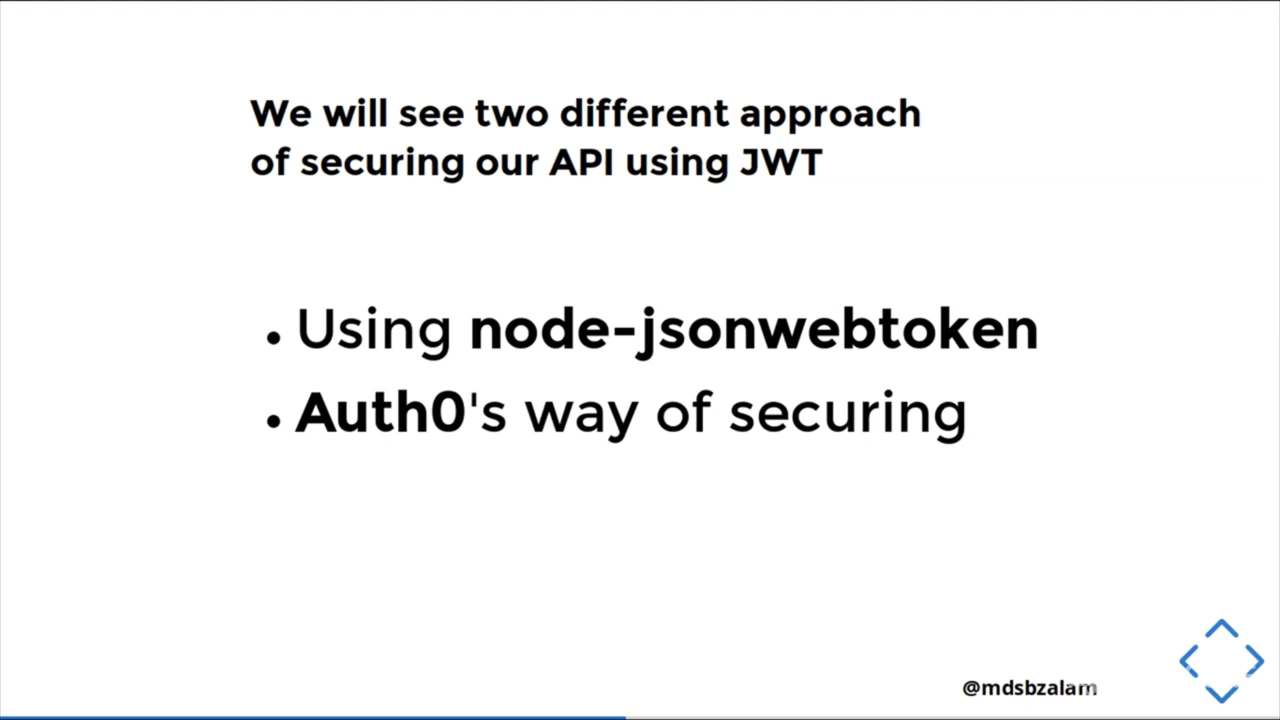 We will see two different approach
of securing our API using JWT
• Using node-jsonwebtoken
• Auth0's way of securing
@mdsbzalam